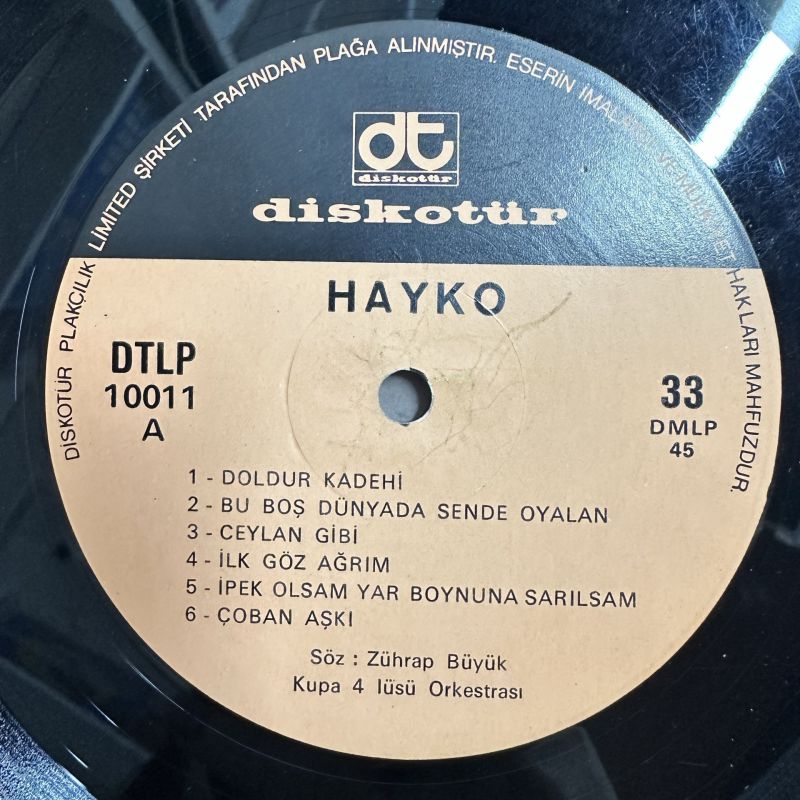 DİSKOTÜR PLAKÇILIK LİMİTED ŞİRKETİ TARAFINDAN PLAĞA ALINMIŞTIR. ESERİN İMALARI HAKLARI MAHFUZDUR.
dt
diskotür
diskotür
HAYKO
DTLP
10011
A
33
DMLP
45
1 - DOLDUR KADEHİ
2 - BU BOŞ DÜNYADA SENDE OYALAN
3 - CEYLAN GİBİ
4 - İLK GÖZ AĞRIM
5 - İPEK OLSAM YAR BOYNUNA SARILSAM
6 - ÇOBAN AŞKI
Söz : Zührap Büyük
Kupa 4 lüsü Orkestrası